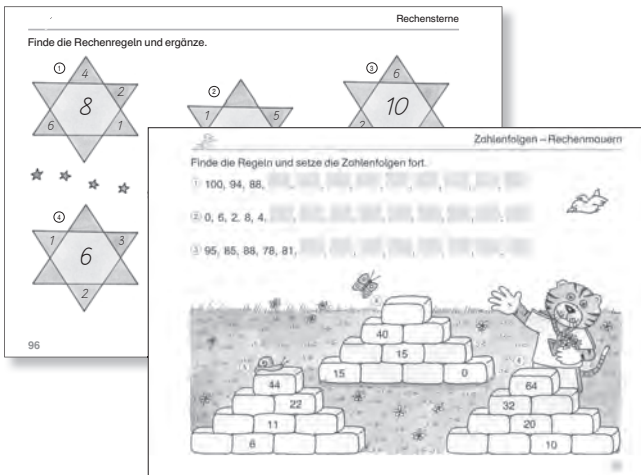 Rechensterne
Finde die Rechenregeln und ergänze.
① 4 2 8 6 1
② 1 5
③ 6 10 2
④ 1 3 6 2
96
Zahlenfolgen – Rechenmauern
Finde die Regeln und setze die Zahlenfolgen fort.
① 100, 94, 88,
② 0, 6, 2, 8, 4,
③ 95, 85, 88, 78, 81,
40
15
15 0
44
22
11
6
64
32
20
10